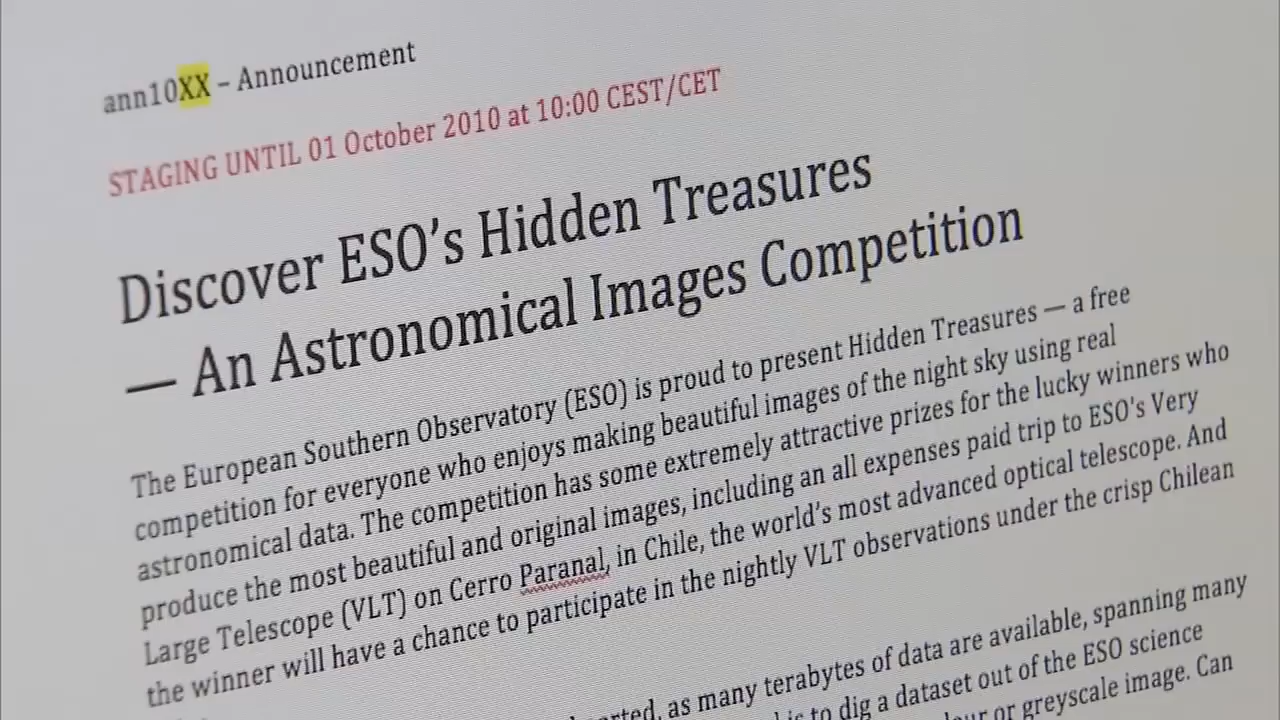 ann10XX – Announcement
STAGING UNTIL 01 October 2010 at 10:00 CEST/CET
Discover ESO's Hidden Treasures
— An Astronomical Images Competition
The European Southern Observatory (ESO) is proud to present Hidden Treasures — a free
competition for everyone who enjoys making beautiful images of the night sky using real
astronomical data. The competition has some extremely attractive prizes for the lucky winners who
produce the most beautiful and original images, including an all expenses paid trip to ESO's Very
Large Telescope (VLT) on Cerro Paranal, in Chile, the world's most advanced optical telescope. And
the winner will have a chance to participate in the nightly VLT observations under the crisp Chilean
as many terabytes of data are available, spanning many
is to dig a dataset out of the ESO science
or greyscale image. Can